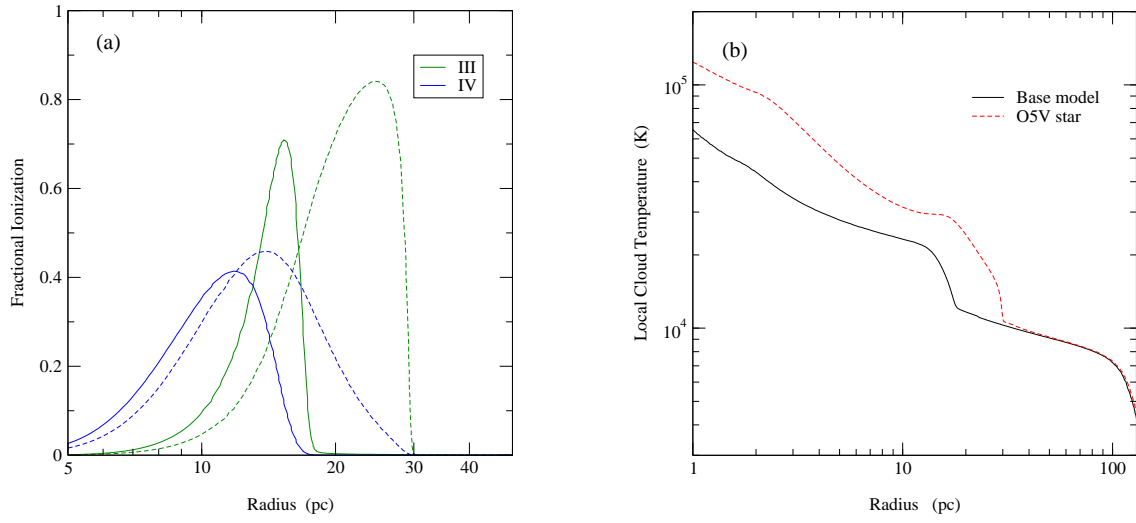 (a)
III
IV
1
0.8
0.6
0.4
0.2
0
5
10
20
30
40
Fractional Ionization
Radius (pc)
(b)
Base model
O5V star
10^5
10^4
1
10
100
Local Cloud Temperature (K)
Radius (pc)